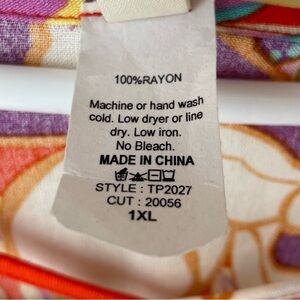 100%RAYON
Machine or hand wash
cold. Low dryer or line
dry. Low iron.
No Bleach.
MADE IN CHINA
STYLE : TP2027
CUT : 20056
1XL